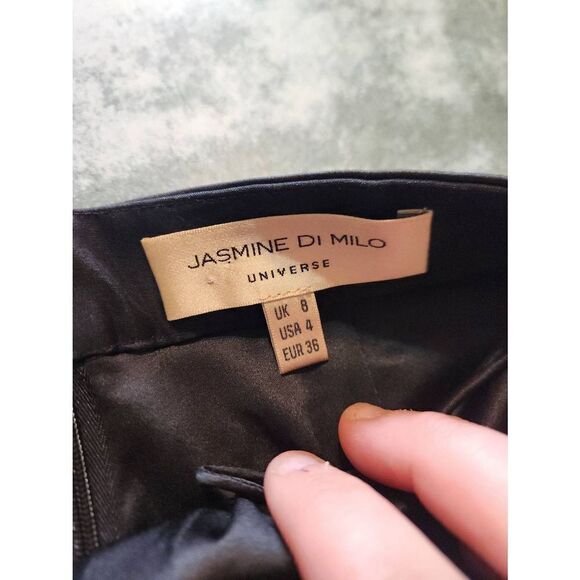 JASMINE DI MILO
UNIVERSE
UK 8
USA 4
EUR 36